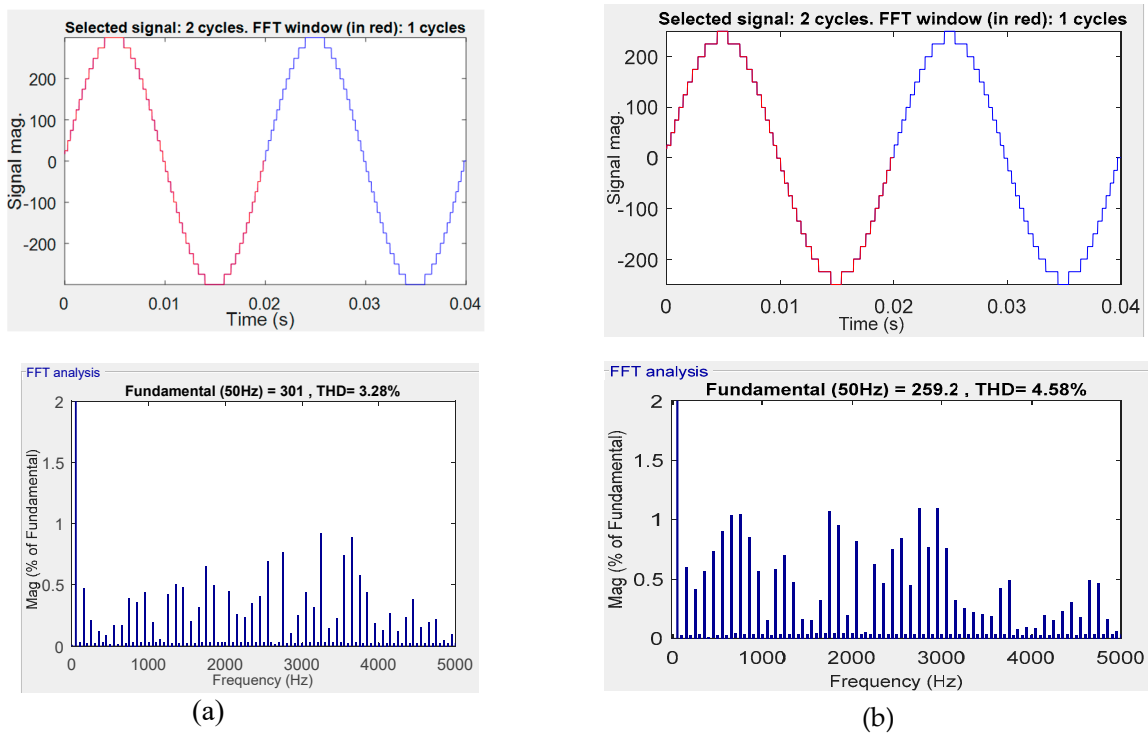 Selected signal: 2 cycles. FFT window (in red): 1 cycles
Signal mag.
200
100
0
-100
-200
0
0.01
0.02
0.03
0.04
Time (s)
Selected signal: 2 cycles. FFT window (in red): 1 cycles
Signal mag.
200
100
0
-100
-200
0
0.01
0.02
0.03
0.04
Time (s)
FFT analysis
Fundamental (50Hz) = 301 , THD= 3.28%
Mag (% of Fundamental)
2
1.5
1
0.5
0
0
1000
2000
3000
4000
5000
Frequency (Hz)
(a)
FFT analysis
Fundamental (50Hz) = 259.2 , THD= 4.58%
Mag (% of Fundamental)
2
1.5
1
0.5
0
0
1000
2000
3000
4000
5000
Frequency (Hz)
(b)